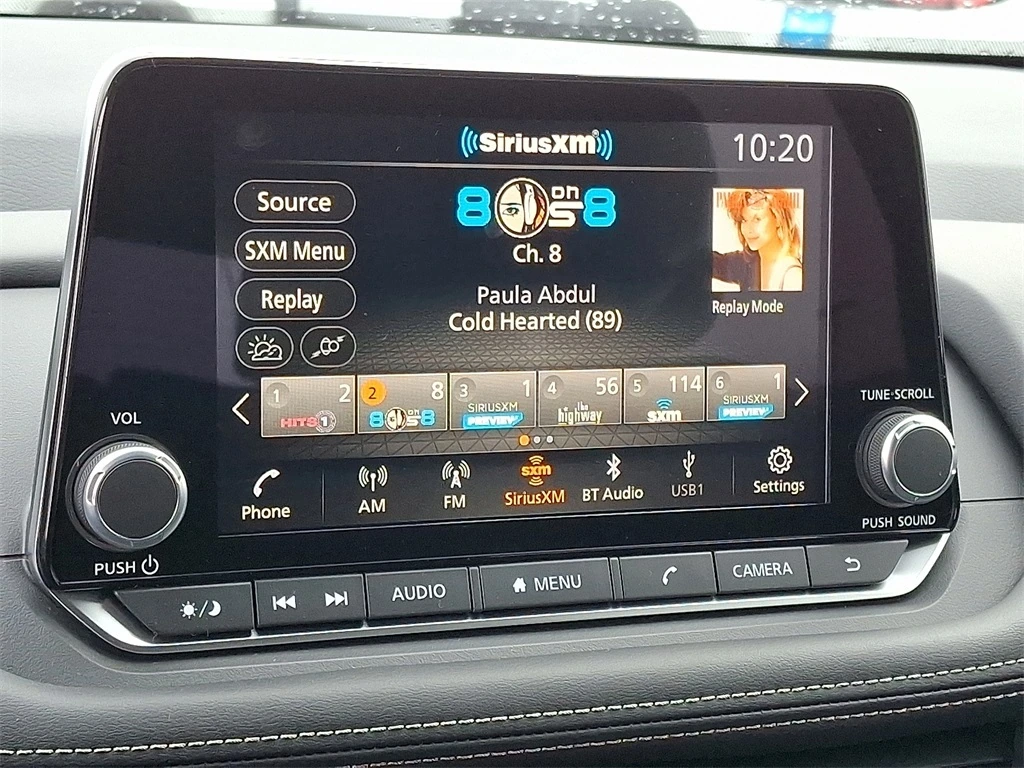 SiriusXM
10:20
Source
8 on 5 8
SXM Menu
Ch. 8
Replay
Paula Abdul
Cold Hearted (89)
Replay Mode
1 2 HITS 1
2 8 8 on 5 8
3 1 SIRIUSXM PREVIEW
4 56 the highway
5 114 sxm
6 1 SIRIUSXM PREVIEW
VOL
TUNE•SCROLL
Phone
AM
FM
sxm
SiriusXM
BT Audio
USB1
Settings
PUSH
PUSH SOUND
AUDIO
MENU
CAMERA